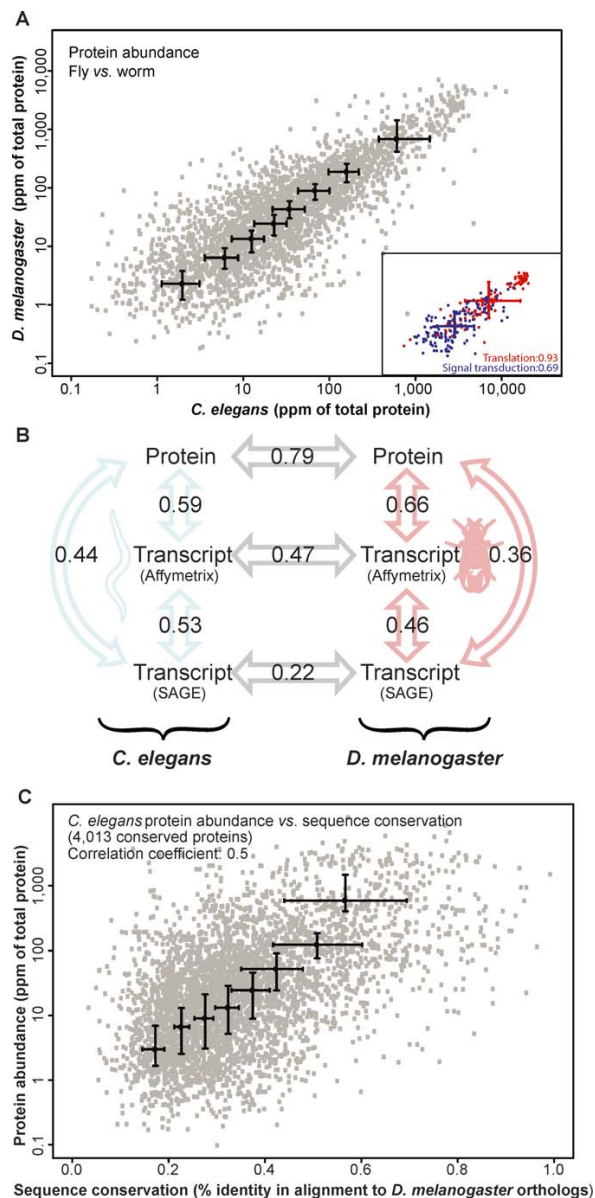 A
Protein abundance
Fly vs. worm
D. melanogaster (ppm of total protein)
10,000
1,000
100
10
1
0.1
Translation:0.93
Signal transduction:0.69
0.1 1 10 100 1,000 10,000
C. elegans (ppm of total protein)
B
Protein 0.79 Protein
0.59 0.66
0.44 Transcript 0.47 Transcript 0.36
(Affymetrix) (Affymetrix)
0.53 0.46
Transcript 0.22 Transcript
(SAGE) (SAGE)
C. elegans D. melanogaster
C
C. elegans protein abundance vs. sequence conservation
(4,013 conserved proteins)
Correlation coefficient: 0.5
Protein abundance (ppm of total protein)
1,000
100
10
1
0.1
0.0 0.2 0.4 0.6 0.8 1.0
Sequence conservation (% identity in alignment to D. melanogaster orthologs)